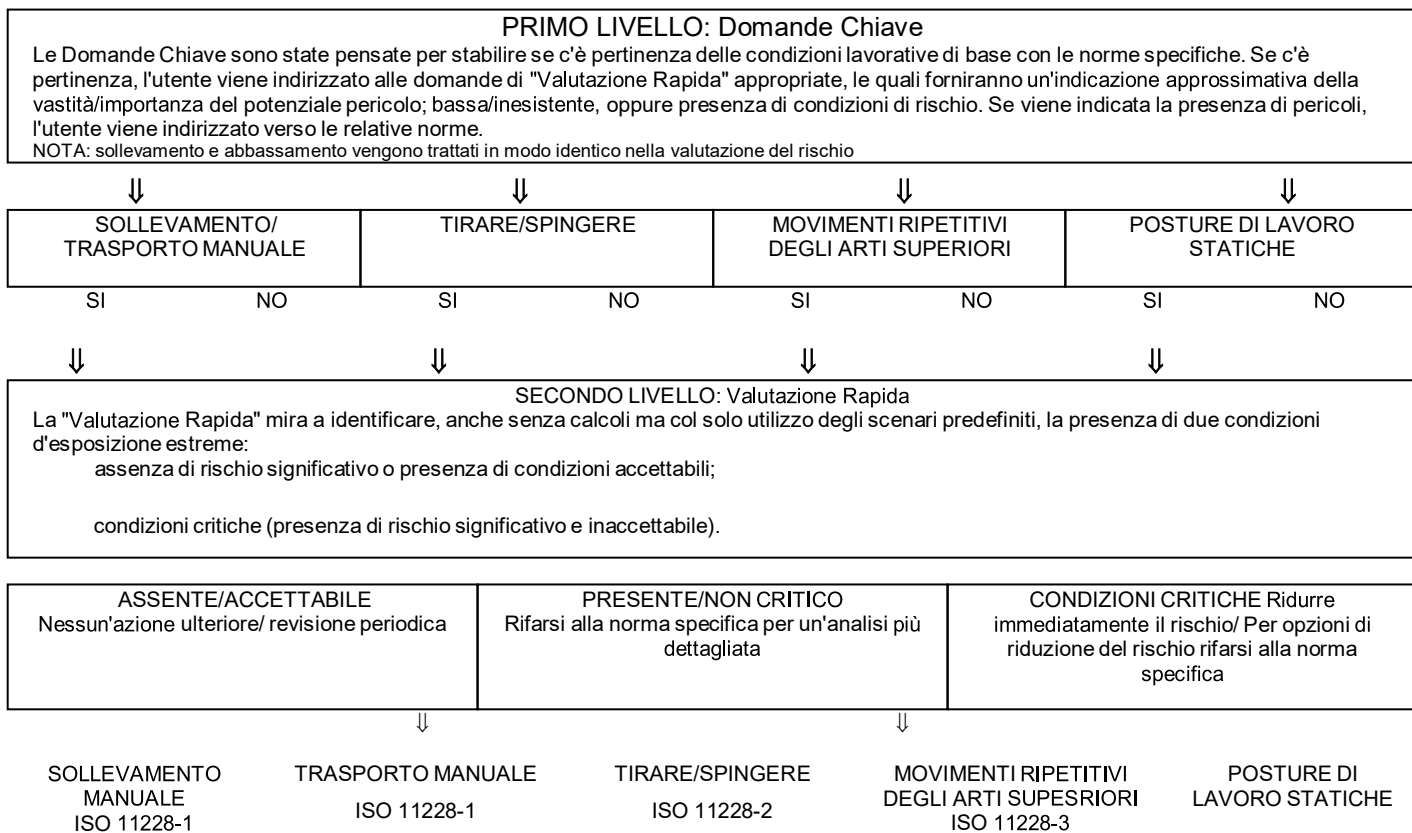 PRIMO LIVELLO: Domande Chiave
Le Domande Chiave sono state pensate per stabilire se c'è pertinenza delle condizioni lavorative di base con le norme specifiche. Se c'è
pertinenza, l'utente viene indirizzato alle domande di "Valutazione Rapida" appropriate, le quali forniranno un'indicazione approssimativa della
vastità/importanza del potenziale pericolo; bassa/inesistente, oppure presenza di condizioni di rischio. Se viene indicata la presenza di pericoli,
l'utente viene indirizzato verso le relative norme.
NOTA: sollevamento e abbassamento vengono trattati in modo identico nella valutazione del rischio
SOLLEVAMENTO/
TRASPORTO MANUALE
TIRARE/SPINGERE
MOVIMENTI RIPETITIVI
DEGLI ARTI SUPERIORI
POSTURE DI LAVORO
STATICHE
SI NO SI NO SI NO SI NO
SECONDO LIVELLO: Valutazione Rapida
La "Valutazione Rapida" mira a identificare, anche senza calcoli ma col solo utilizzo degli scenari predefiniti, la presenza di due condizioni
d'esposizione estreme:
assenza di rischio significativo o presenza di condizioni accettabili;
condizioni critiche (presenza di rischio significativo e inaccettabile).
ASSENTE/ACCETTABILE
Nessun'azione ulteriore/ revisione periodica
PRESENTE/NON CRITICO
Rifarsi alla norma specifica per un'analisi più
dettagliata
CONDIZIONI CRITICHE Ridurre
immediatamente il rischio/ Per opzioni di
riduzione del rischio rifarsi alla norma
specifica
SOLLEVAMENTO
MANUALE
ISO 11228-1
TRASPORTO MANUALE
ISO 11228-1
TIRARE/SPINGERE
ISO 11228-2
MOVIMENTI RIPETITIVI
DEGLI ARTI SUPESRIORI
ISO 11228-3
POSTURE DI
LAVORO STATICHE